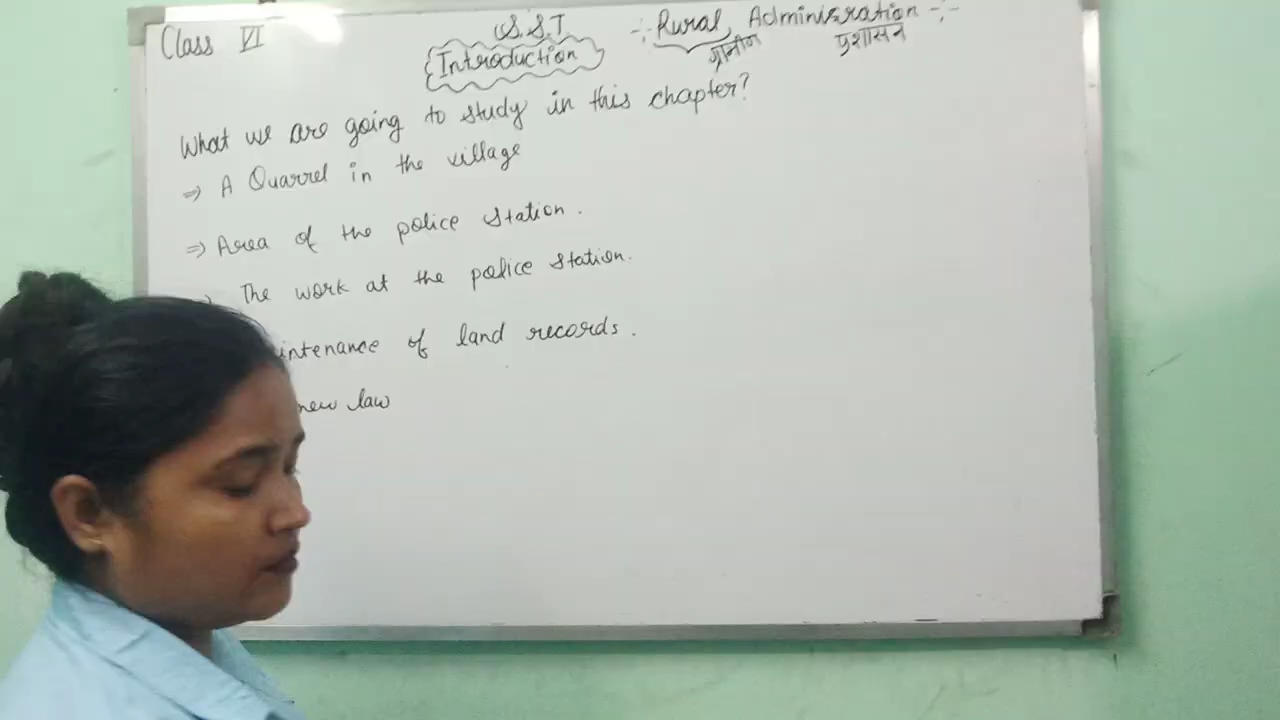 Class VI
S.S.T
-:- Rural Administration -:-
ग्रामीण प्रशासन
Introduction
What we are going to study in this chapter?
⇒ A Quarrel in the village
⇒ Area of the police station.
The work at the police station.
intenance of land records.
new law